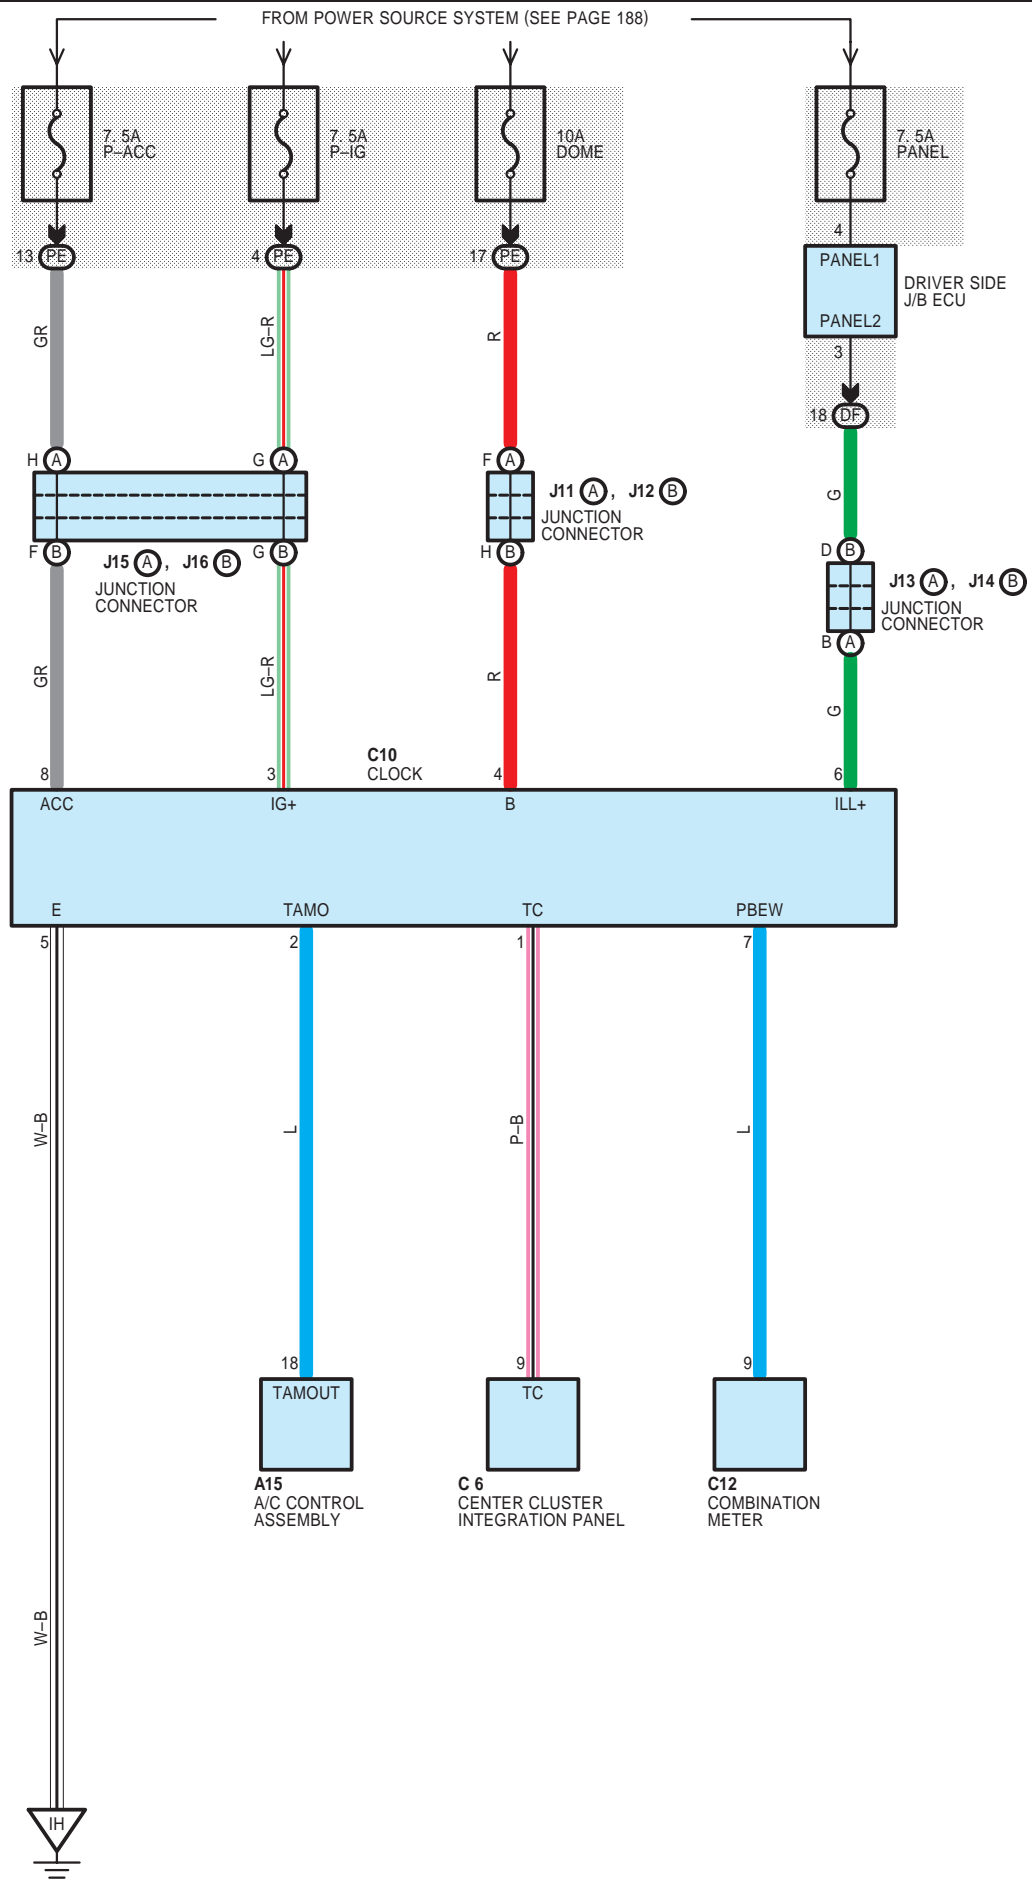 FROM POWER SOURCE SYSTEM (SEE PAGE 188)
7. 5A
P–ACC
7. 5A
P–IG
10A
DOME
7. 5A
PANEL
4
13 PE
4 PE
17 PE
PANEL1
PANEL2
DRIVER SIDE
J/B ECU
3
18 DF
GR
LG–R
R
G
H A
G A
F A
J11 A , J12 B
JUNCTION
CONNECTOR
F B
J15 A , J16 B
JUNCTION
CONNECTOR
G B
H B
D B
J13 A , J14 B
JUNCTION
CONNECTOR
B A
GR
LG–R
R
G
C10
CLOCK
8
3
4
6
ACC
IG+
B
ILL+
E
TAMO
TC
PBEW
5
2
1
7
W–B
L
P–B
L
18
9
9
TAMOUT
TC
A15
A/C CONTROL
ASSEMBLY
C 6
CENTER CLUSTER
INTEGRATION PANEL
C12
COMBINATION
METER
W–B
IH